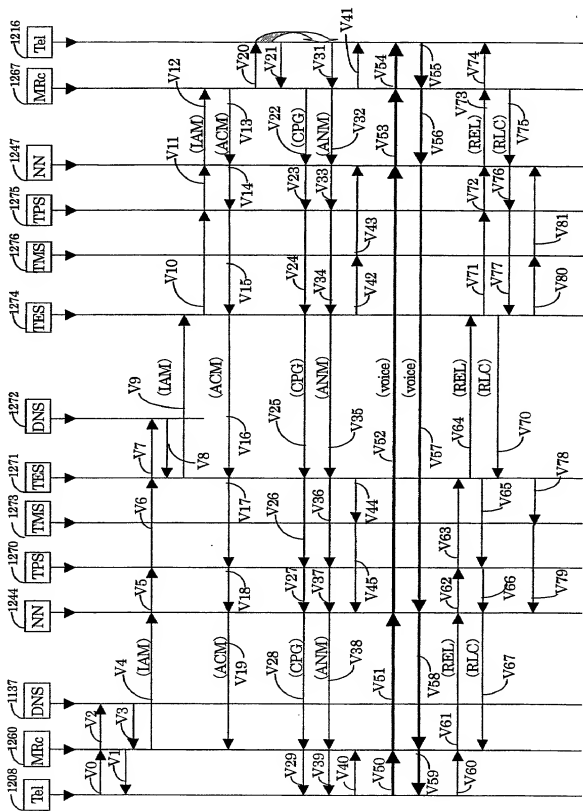 1208 1260 1137 1244 1270 1273 1271 1272 1274 1276 1275 1247 1267 1216
Tel MRc DNS NN TPS TMS TES DNS TES TMS TPS NN MRc Tel
V0 V2
V1 V3
V4 V5 V6 V7
(IAM)
V8
V9
(IAM)
V10 V11 V12
(IAM)
V19 V18 V17 V16 V15 V14 V13
(ACM) (ACM) (ACM)
V20
V21
V29 V28 V27 V26 V25 V24 V23 V22
(CPG) (CPG) (CPG)
V39 V38 V37 V36 V35 V34 V33 V32 V31
(ANM) (ANM) (ANM)
V40 V45 V44 V42 V43 V41
V50 V51 V52 V53 V54
(voice)
V59 V58 V57 V56 V55
(voice)
V60 V61 V62 V63 V64 V71 V72 V73 V74
(REL) (REL) (REL)
V67 V66 V65 V70 V77 V76 V75
(RLC) (RLC) (RLC)
V79 V78 V80 V81